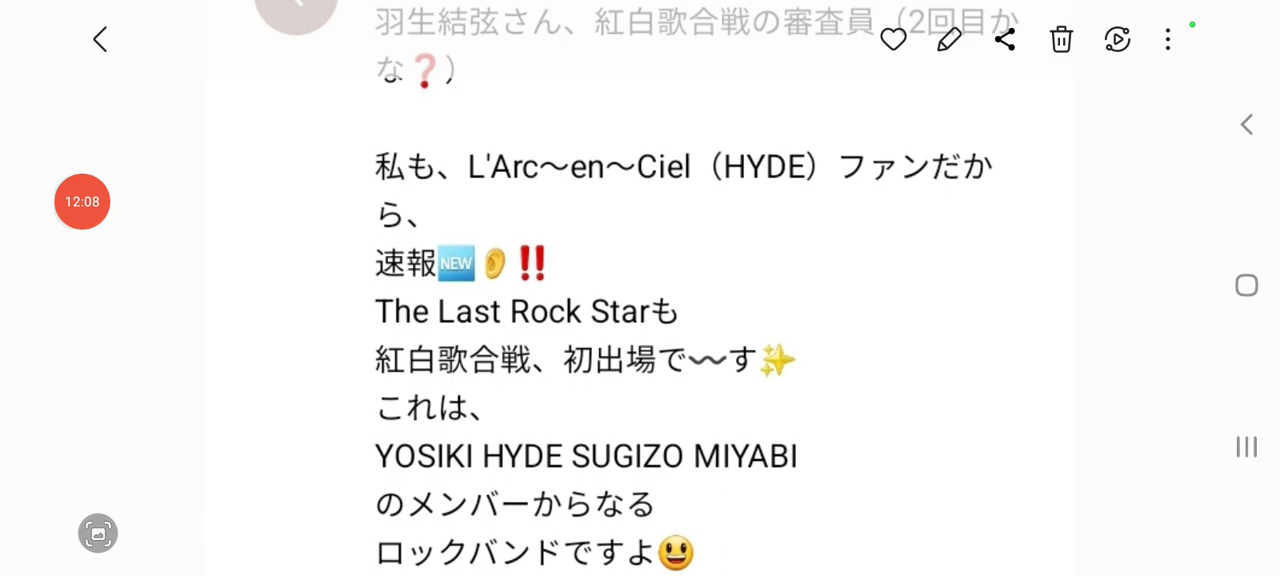 羽生結弦さん、紅白歌合戦の審査員（2回目か
な❓）
私も、L'Arc〜en〜Ciel（HYDE）ファンだか
ら、
速報🆕👂‼️
The Last Rock Starも
紅白歌合戦、初出場で〰️す✨
これは、
YOSIKI HYDE SUGIZO MIYABI
のメンバーからなる
ロックバンドですよ😃
12:08